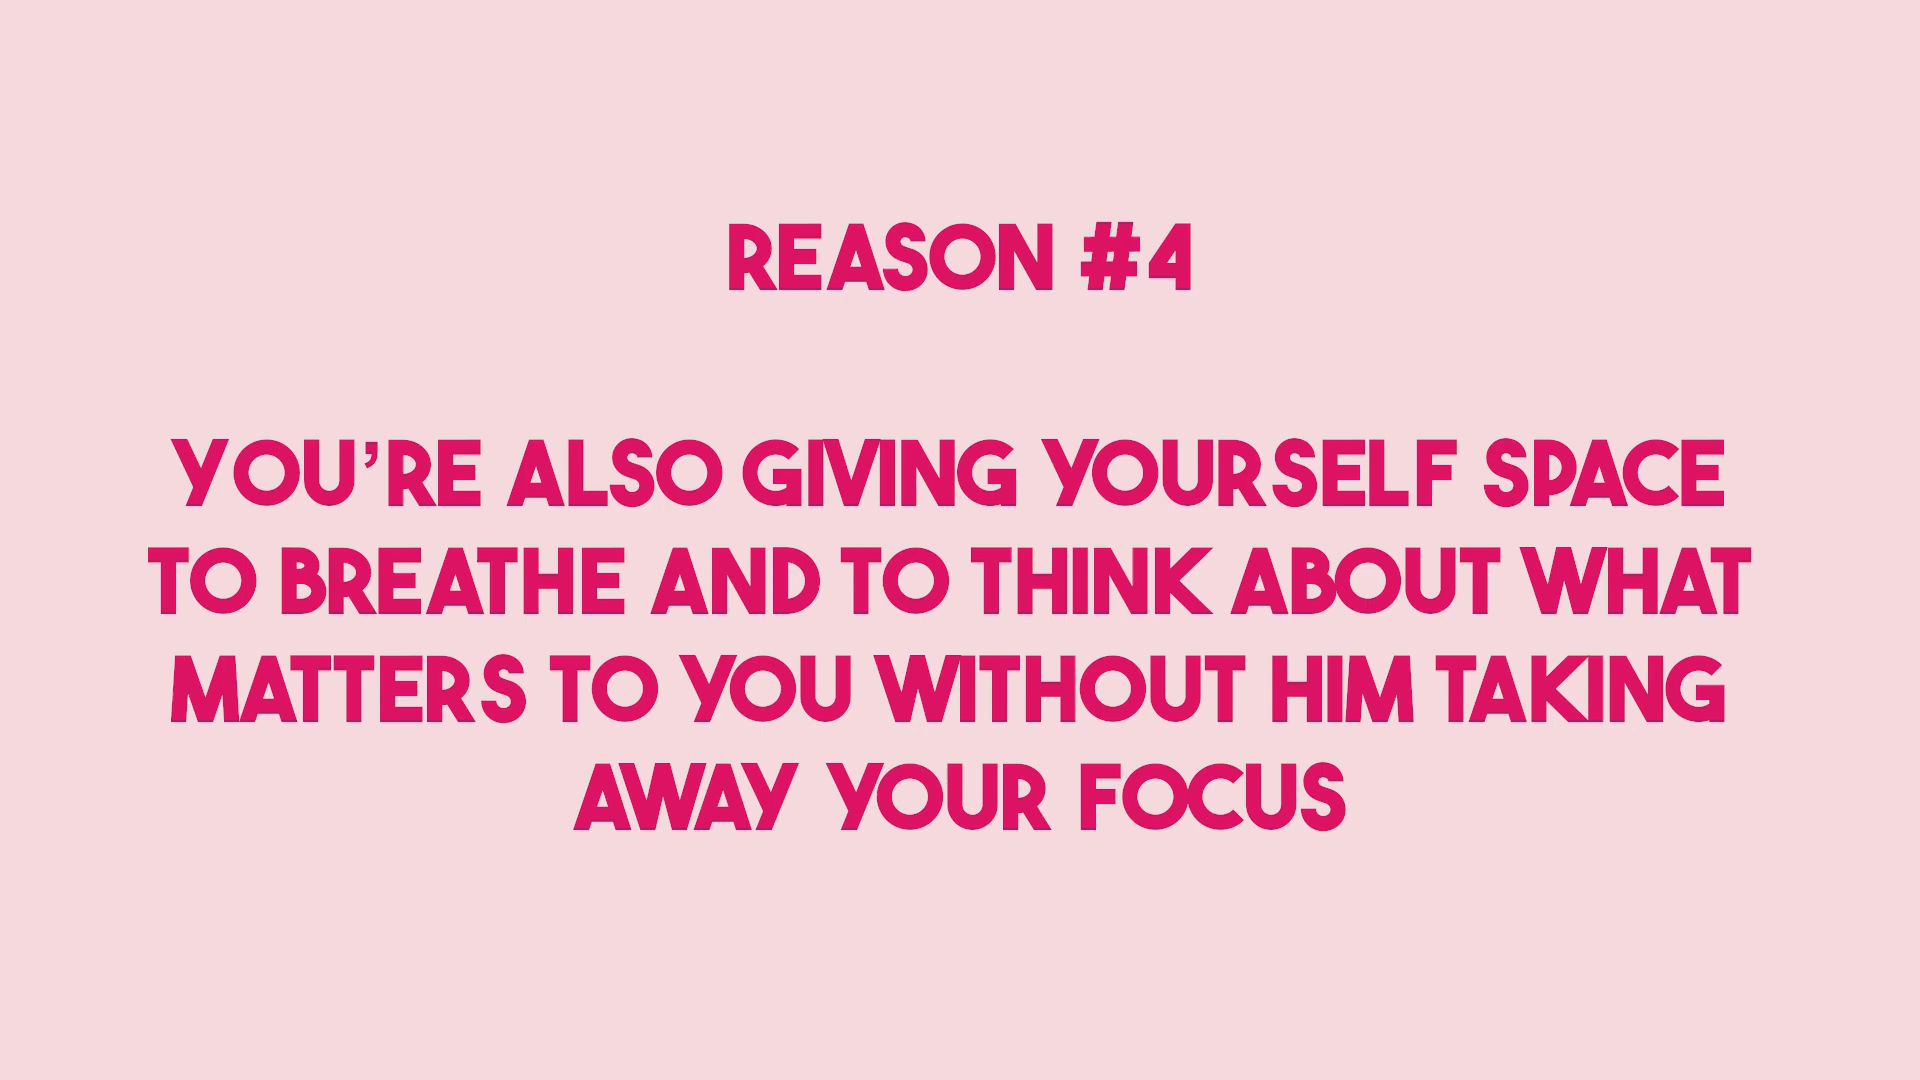 REASON #4
YOU'RE ALSO GIVING YOURSELF SPACE
TO BREATHE AND TO THINK ABOUT WHAT
MATTERS TO YOU WITHOUT HIM TAKING
AWAY YOUR FOCUS